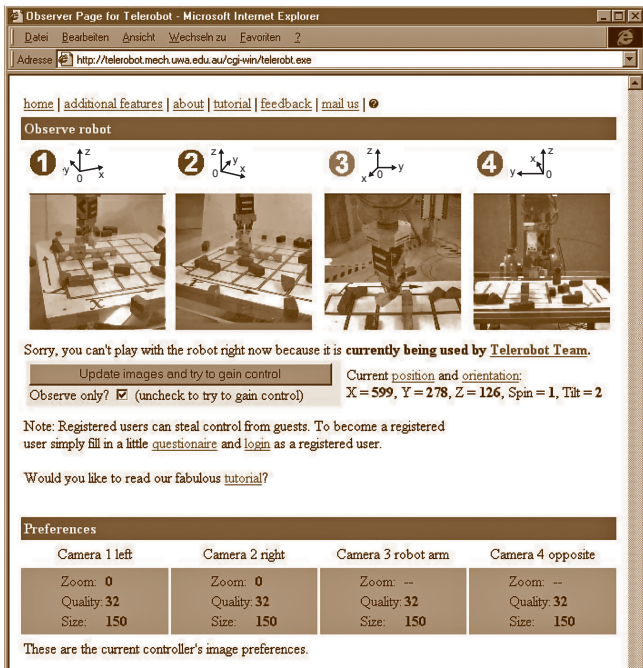 Observer Page for Telerobot - Microsoft Internet Explorer
Datei Bearbeiten Ansicht Wechseln zu Favoriten ?
Adresse http://telerobot.mech.uwa.edu.au/cgi-win/telerobt.exe
home | additional features | about | tutorial | feedback | mail us | ?
Observe robot
1 z -y x 0 2 z y x 0 3 z y x 0 4 z x y 0
x
Sorry, you can't play with the robot right now because it is currently being used by Telerobot Team.
Update images and try to gain control
Observe only? (uncheck to try to gain control)
Current position and orientation:
X = 599, Y = 278, Z = 126, Spin = 1, Tilt = 2
Note: Registered users can steal control from guests. To become a registered
user simply fill in a little questionaire and login as a registered user.
Would you like to read our fabulous tutorial?
Preferences
Camera 1 left Camera 2 right Camera 3 robot arm Camera 4 opposite
Zoom: 0 Zoom: 0 Zoom: -- Zoom: --
Quality: 32 Quality: 32 Quality: 32 Quality: 32
Size: 150 Size: 150 Size: 150 Size: 150
These are the current controller's image preferences.